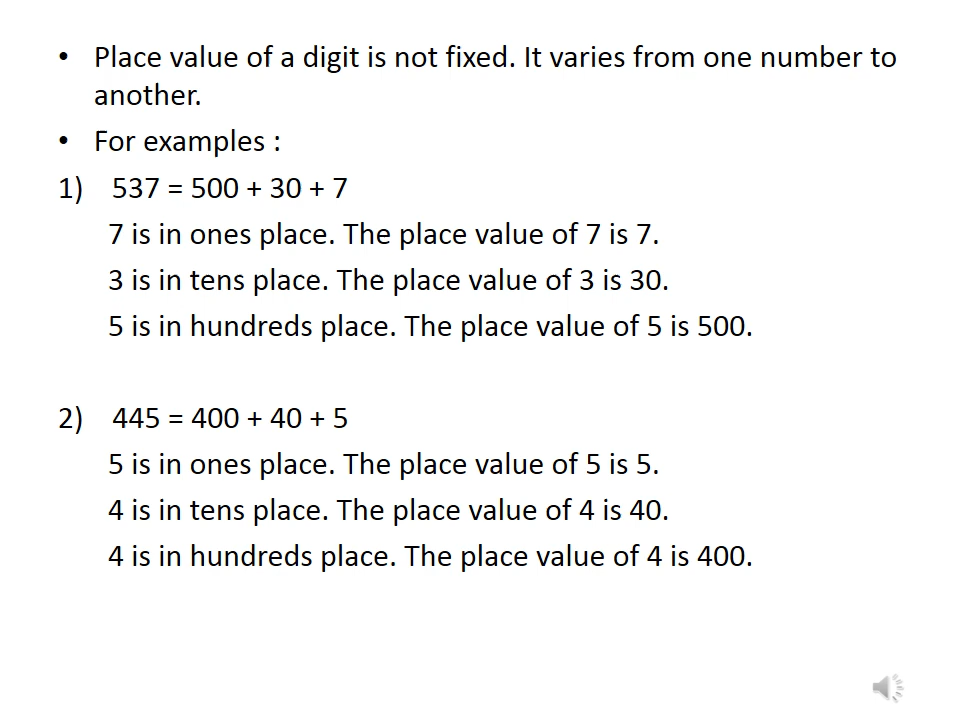 • Place value of a digit is not fixed. It varies from one number to
another.
• For examples :
1) 537 = 500 + 30 + 7
7 is in ones place. The place value of 7 is 7.
3 is in tens place. The place value of 3 is 30.
5 is in hundreds place. The place value of 5 is 500.
2) 445 = 400 + 40 + 5
5 is in ones place. The place value of 5 is 5.
4 is in tens place. The place value of 4 is 40.
4 is in hundreds place. The place value of 4 is 400.